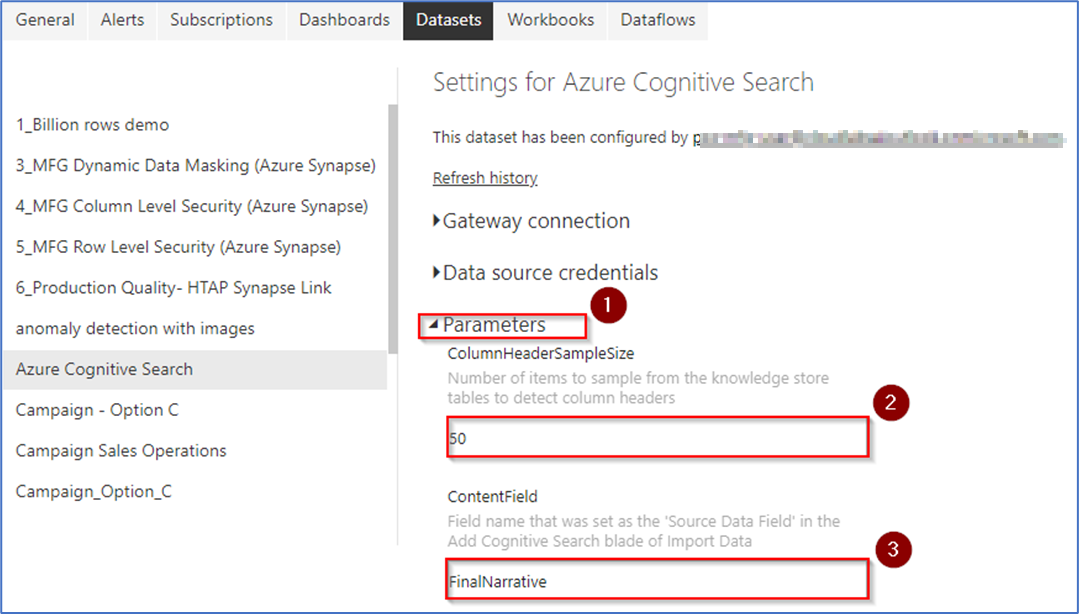 General Alerts Subscriptions Dashboards Datasets Workbooks Dataflows
1_Billion rows demo
3_MFG Dynamic Data Masking (Azure Synapse)
4_MFG Column Level Security (Azure Synapse)
5_MFG Row Level Security (Azure Synapse)
6_Production Quality- HTAP Synapse Link
anomaly detection with images
Azure Cognitive Search
Campaign - Option C
Campaign Sales Operations
Campaign_Option_C
Settings for Azure Cognitive Search
This dataset has been configured by
Refresh history
Gateway connection
Data source credentials
1
Parameters
ColumnHeaderSampleSize
Number of items to sample from the knowledge store
tables to detect column headers
2
50
ContentField
Field name that was set as the 'Source Data Field' in the
Add Cognitive Search blade of Import Data
3
FinalNarrative